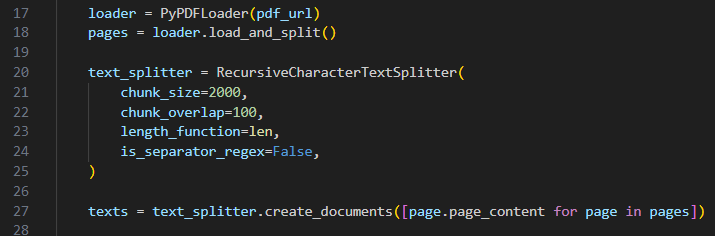 17 loader = PyPDFLoader(pdf_url)
18 pages = loader.load_and_split()
19
20 text_splitter = RecursiveCharacterTextSplitter(
21 chunk_size=2000,
22 chunk_overlap=100,
23 length_function=len,
24 is_separator_regex=False,
25 )
26
27 texts = text_splitter.create_documents([page.page_content for page in pages])
28